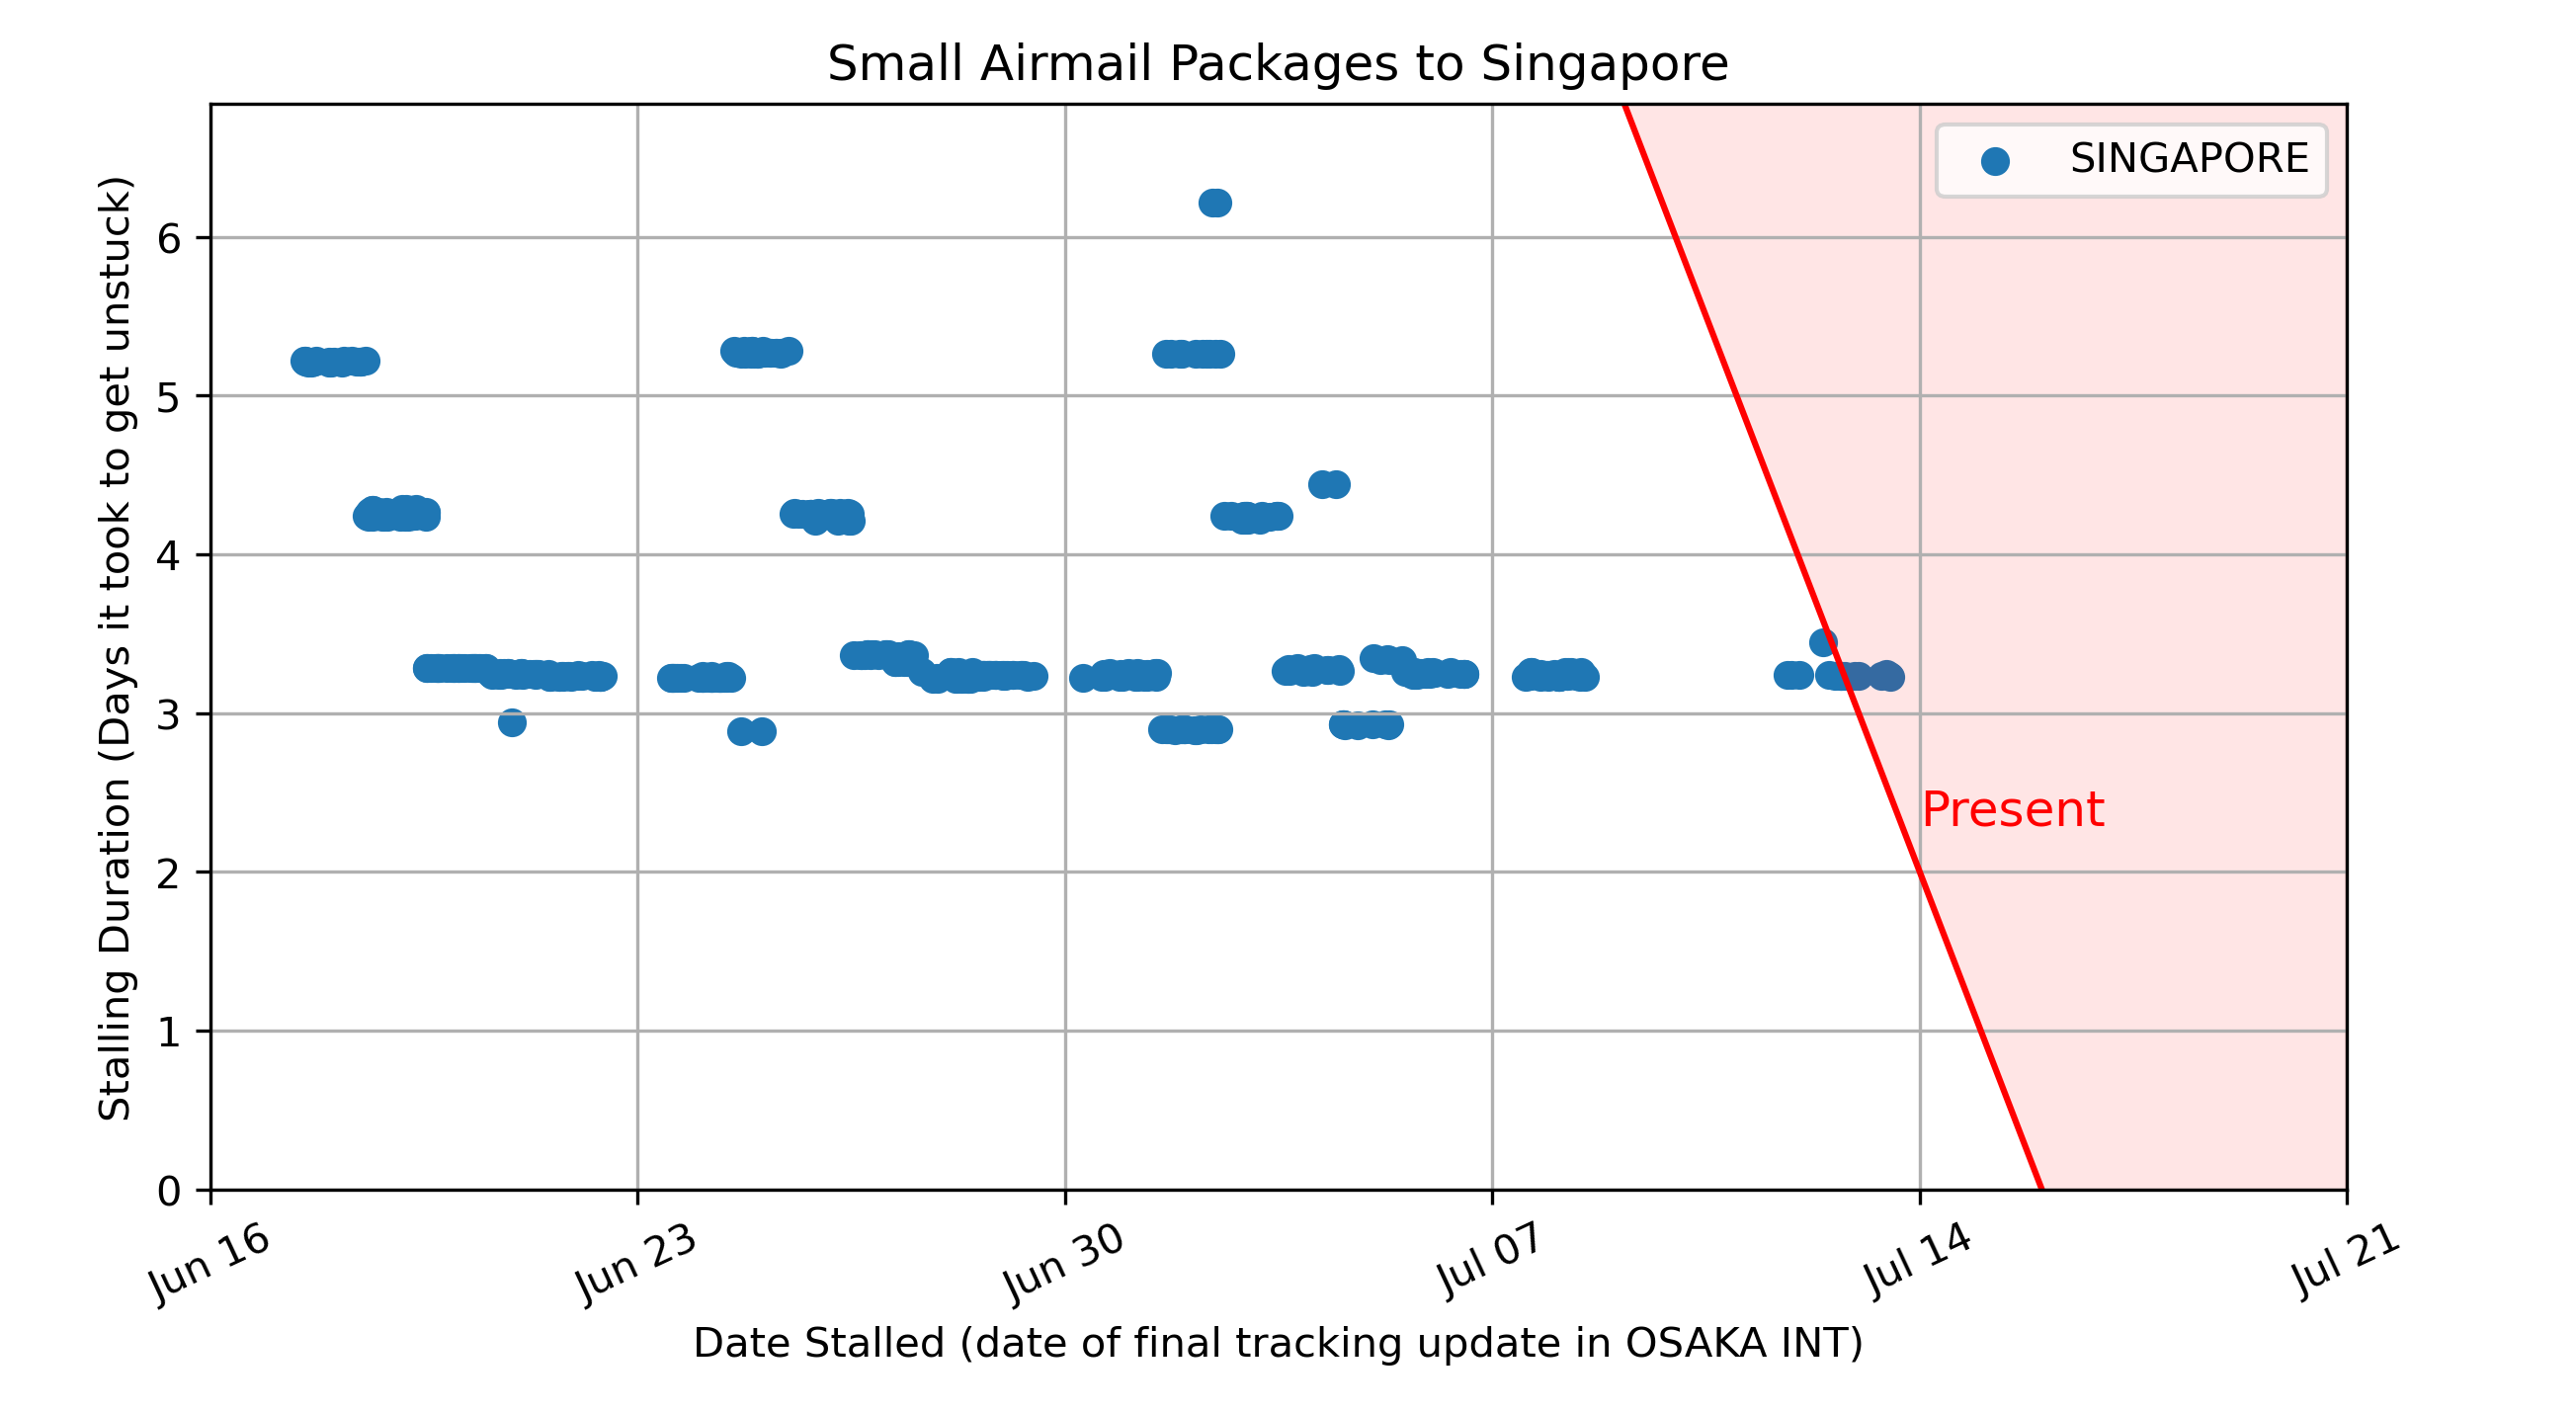 Small Airmail Packages to Singapore
SINGAPORE
Stalling Duration (Days it took to get unstuck)
6
5
4
3
2
1
0
Present
Jun 16
Jun 23
Jun 30
Jul 07
Jul 14
Jul 21
Date Stalled (date of final tracking update in OSAKA INT)